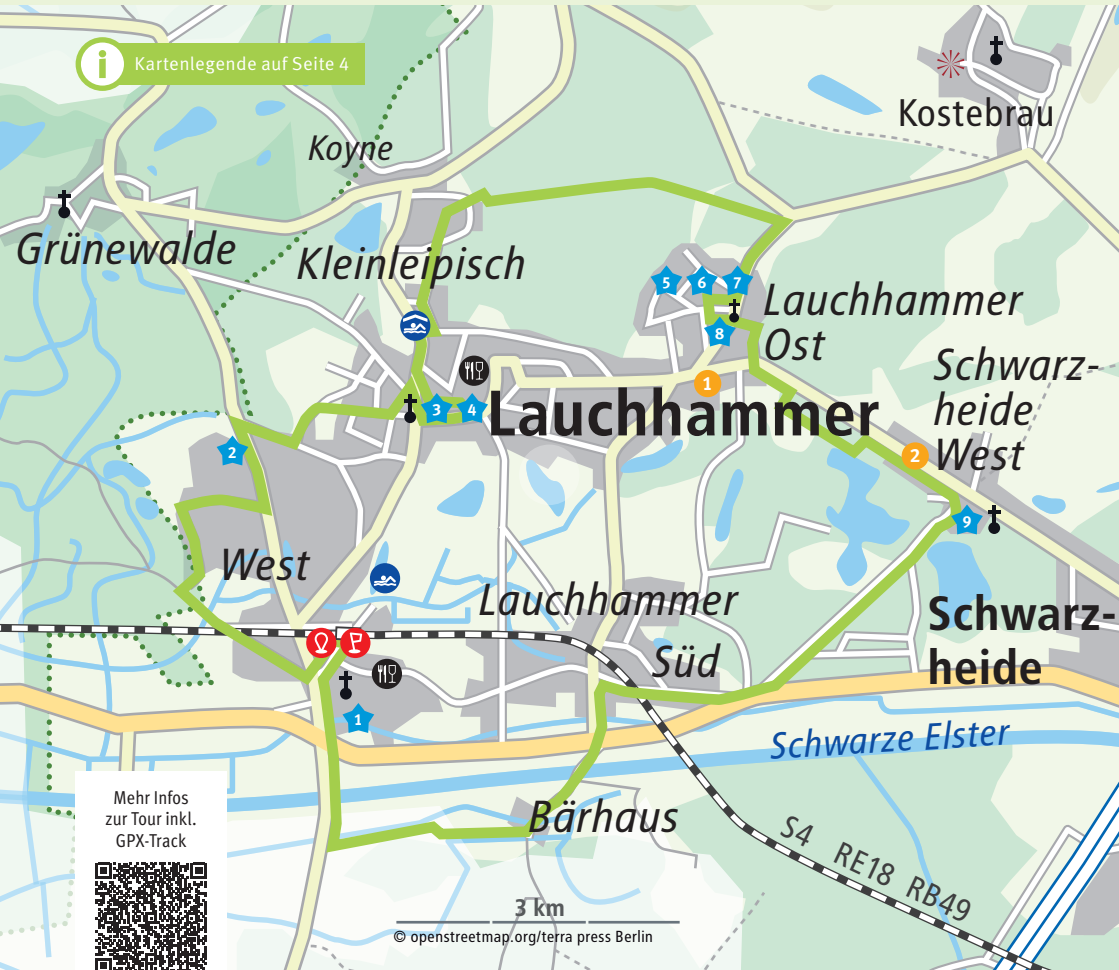 i Kartenlegende auf Seite 4
Kostebrau
Koyne
Grünewalde
Kleinleipisch
5 6 7
Lauchhammer
Ost
8
Schwarz-
heide
West
1
3 4
Lauchhammer
2
2
9
West
Lauchhammer
Süd
Schwarz-
heide
1
Schwarze Elster
Mehr Infos
zur Tour inkl.
GPX-Track
Bärhaus
S4 RE18 RB49
3 km
© openstreetmap.org/terra press Berlin